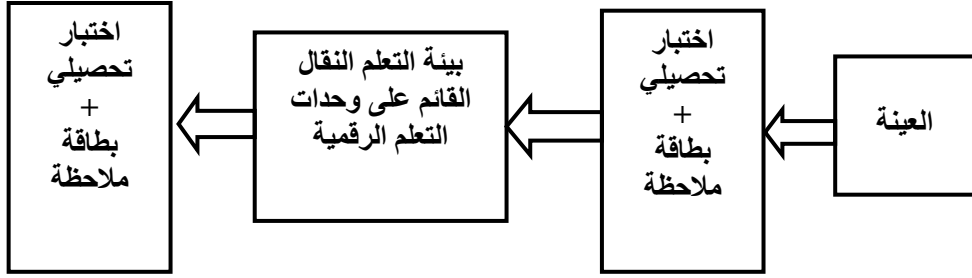 العينة
اختبار
تحصيلي
+
بطاقة
ملاحظة
بيئة التعلم النقال
القائم على وحدات
التعلم الرقمية
اختبار
تحصيلي
+
بطاقة
ملاحظة